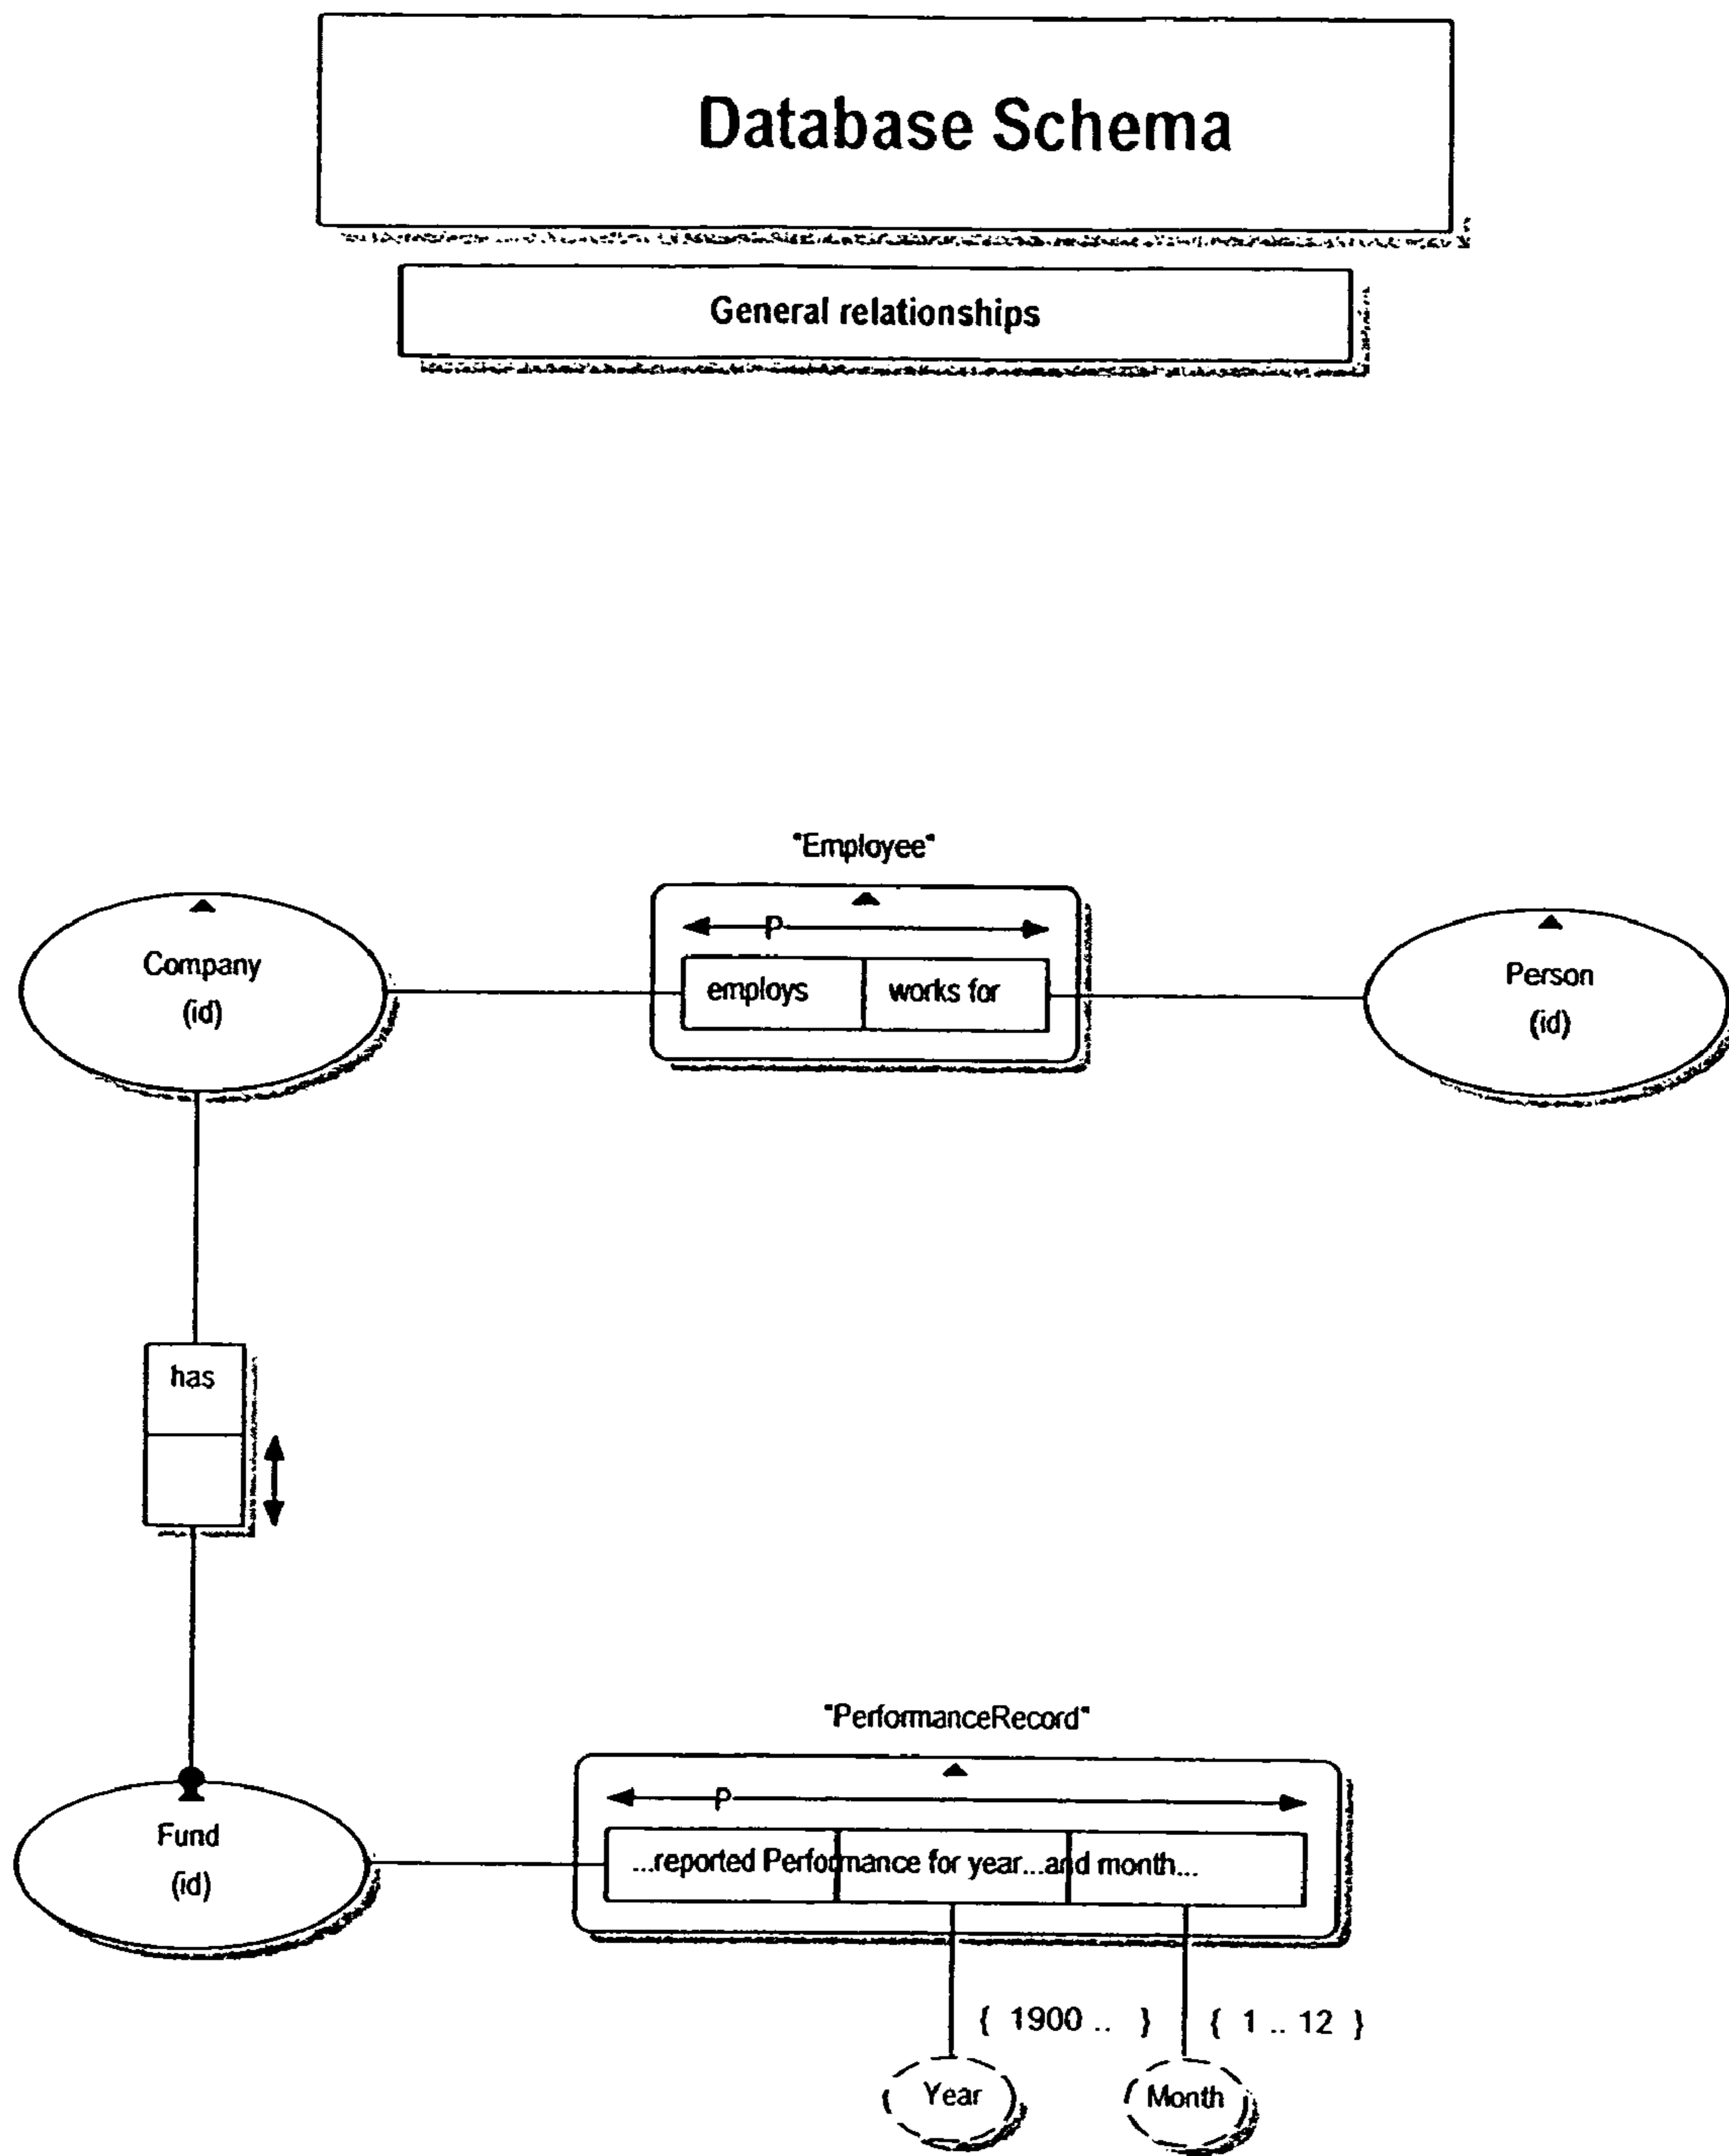 Database Schema
General relationships
"Employee"
P
Company
(id)
employs
works for
Person
(id)
has
"PerformanceRecord"
P
Fund
(id)
...reported Performance for year...and month...
{ 1900 .. }
{ 1 .. 12 }
Year
Month